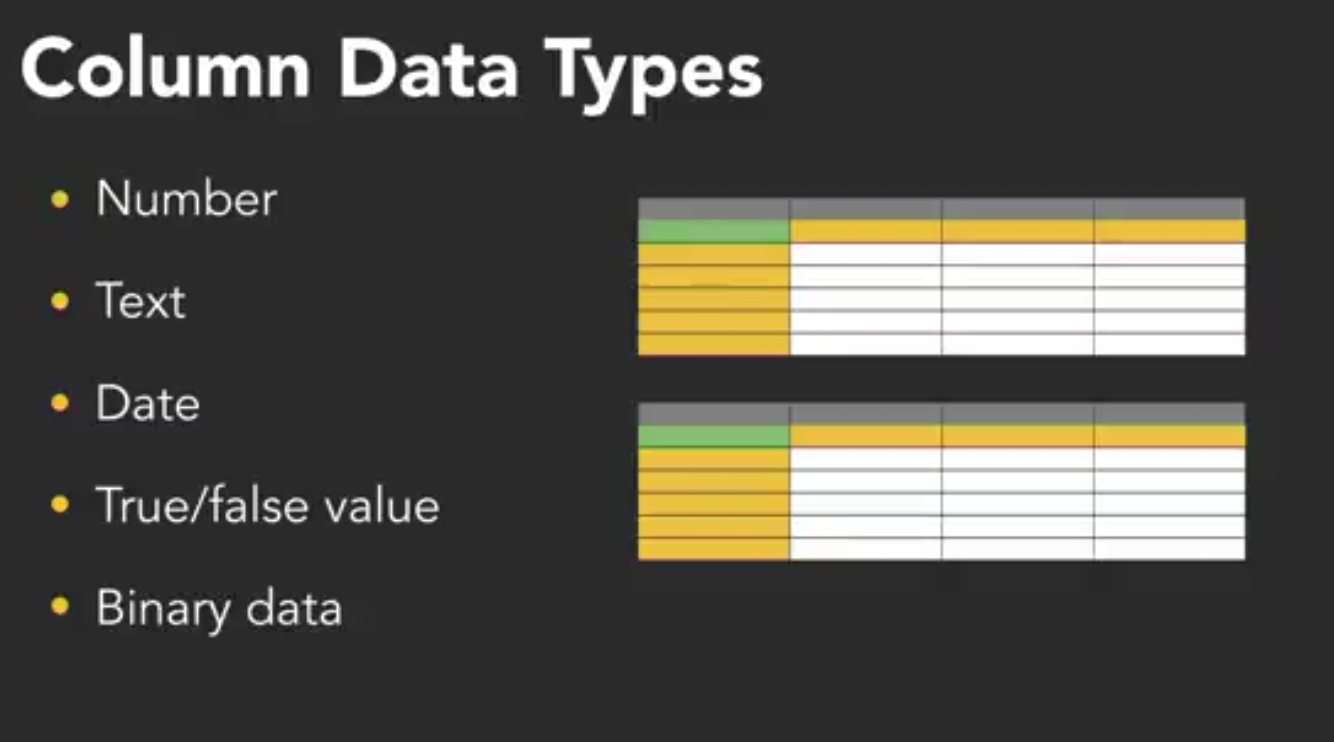 Column Data Types
Number
Text
Date
True/false value
Binary data